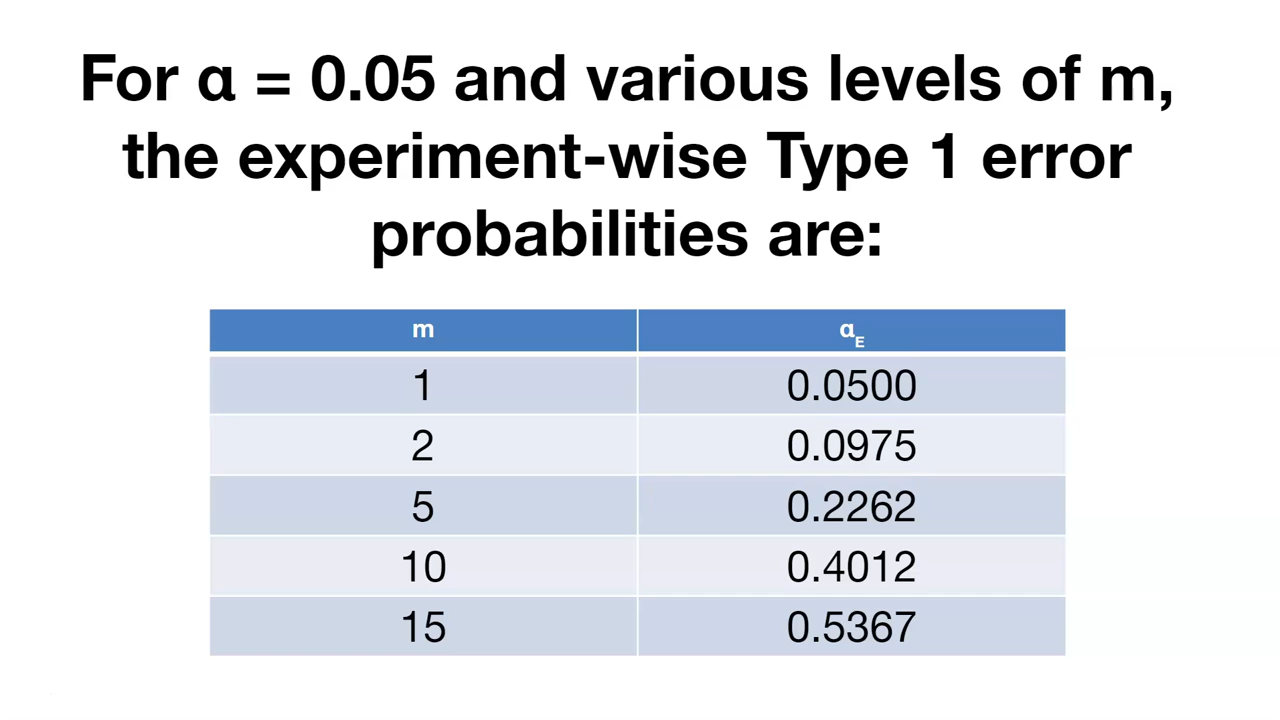 For α = 0.05 and various levels of m,
the experiment-wise Type 1 error
probabilities are:
m αE
1 0.0500
2 0.0975
5 0.2262
10 0.4012
15 0.5367